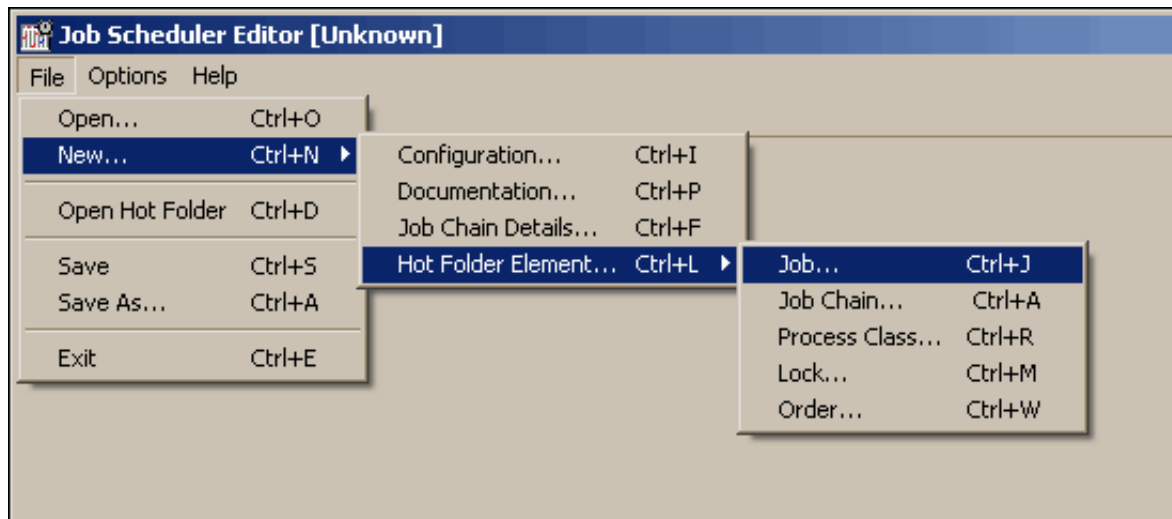 Job Scheduler Editor [Unknown]
File Options Help
Open... Ctrl+O
New... Ctrl+N
Open Hot Folder Ctrl+D
Save Ctrl+S
Save As... Ctrl+A
Exit Ctrl+E
Configuration... Ctrl+I
Documentation... Ctrl+P
Job Chain Details... Ctrl+F
Hot Folder Element... Ctrl+L
Job... Ctrl+J
Job Chain... Ctrl+A
Process Class... Ctrl+R
Lock... Ctrl+M
Order... Ctrl+W